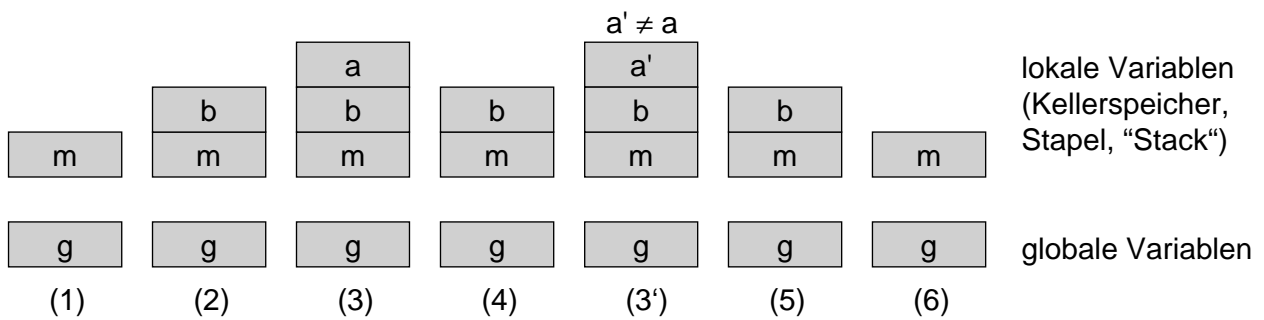 a' ≠ a
a a'
b b b b b
m m m m m m m
lokale Variablen
(Kellerspeicher,
Stapel, “Stack“)
g g g g g g g
globale Variablen
(1) (2) (3) (4) (3‘) (5) (6)